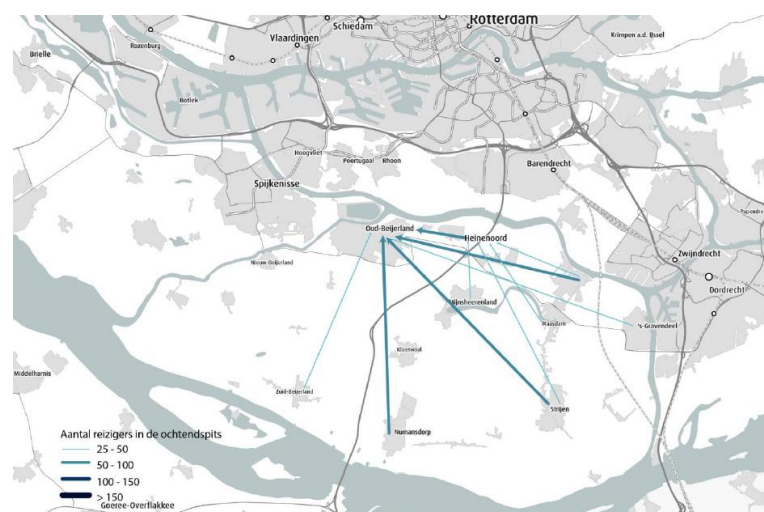 Rotterdam
Schiedam
Krimpen a.d. IJssel
Vlaardingen
Rozenburg
Brielle
Botlek
Hoogvliet
Poortugaal
Rhoon
Barendrecht
Spijkenisse
Oud-Beijerland
Heinenoord
Zwijndrecht
Nieuw-Beijerland
Dordrecht
Mijnsheerenland
Maasdam
's-Gravendeel
Klaaswaal
Middelharnis
Zuid-Beijerland
Strijen
Numansdorp
Aantal reizigers in de ochtendspits
25 - 50
50 - 100
100 - 150
> 150
Goeree-Overflakkee